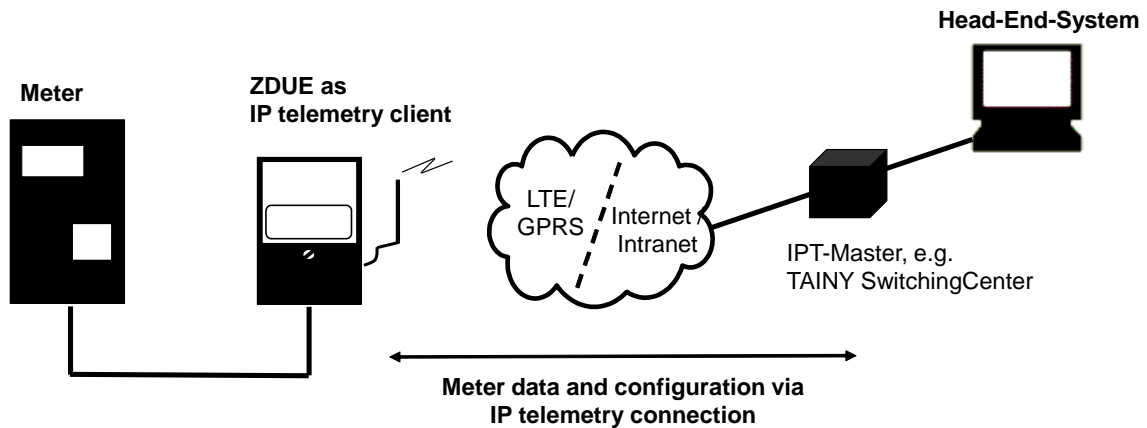 Head-End-System
Meter
ZDUE as
IP telemetry client
LTE/
GPRS
Internet /
Intranet
IPT-Master, e.g.
TAINY SwitchingCenter
Meter data and configuration via
IP telemetry connection